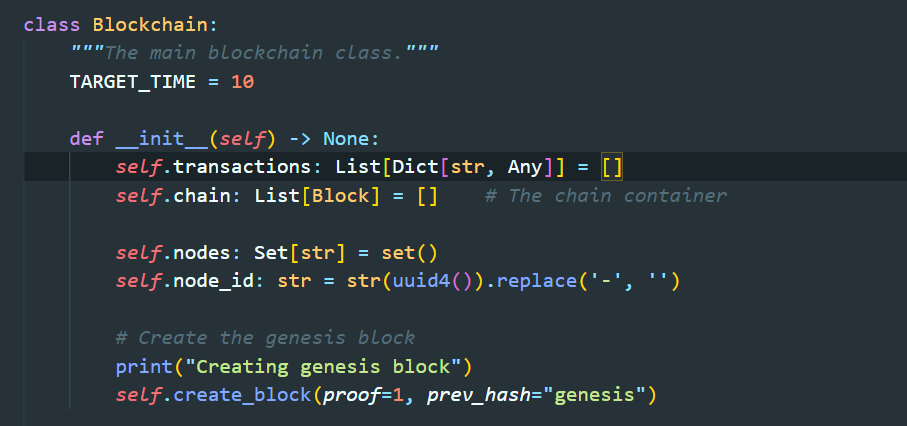 class Blockchain:
    """The main blockchain class."""
    TARGET_TIME = 10

    def __init__(self) -> None:
        self.transactions: List[Dict[str, Any]] = []
        self.chain: List[Block] = []    # The chain container

        self.nodes: Set[str] = set()
        self.node_id: str = str(uuid4()).replace('-', '')

        # Create the genesis block
        print("Creating genesis block")
        self.create_block(proof=1, prev_hash="genesis")